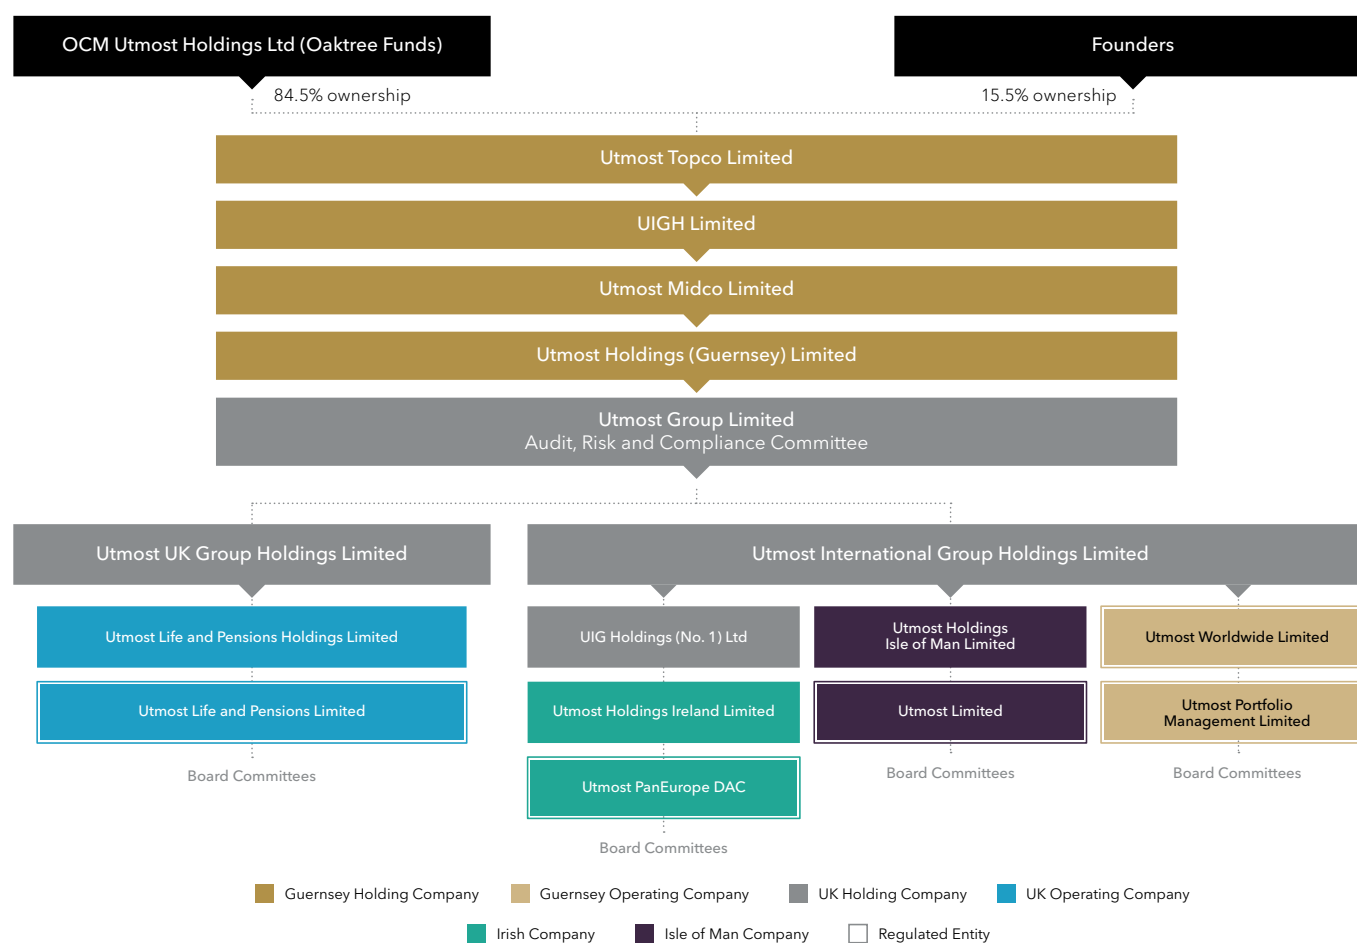 OCM Utmost Holdings Ltd (Oaktree Funds)
Founders
84.5% ownership
15.5% ownership
Utmost Topco Limited
UIGH Limited
Utmost Midco Limited
Utmost Holdings (Guernsey) Limited
Utmost Group Limited
Audit, Risk and Compliance Committee
Utmost UK Group Holdings Limited
Utmost International Group Holdings Limited
Utmost Life and Pensions Holdings Limited
Utmost Life and Pensions Limited
Board Committees
UIG Holdings (No. 1) Ltd
Utmost Holdings Ireland Limited
Utmost PanEurope DAC
Board Committees
Utmost Holdings
Isle of Man Limited
Utmost Limited
Board Committees
Utmost Worldwide Limited
Utmost Portfolio
Management Limited
Board Committees
Guernsey Holding Company
Guernsey Operating Company
UK Holding Company
UK Operating Company
Irish Company
Isle of Man Company
Regulated Entity